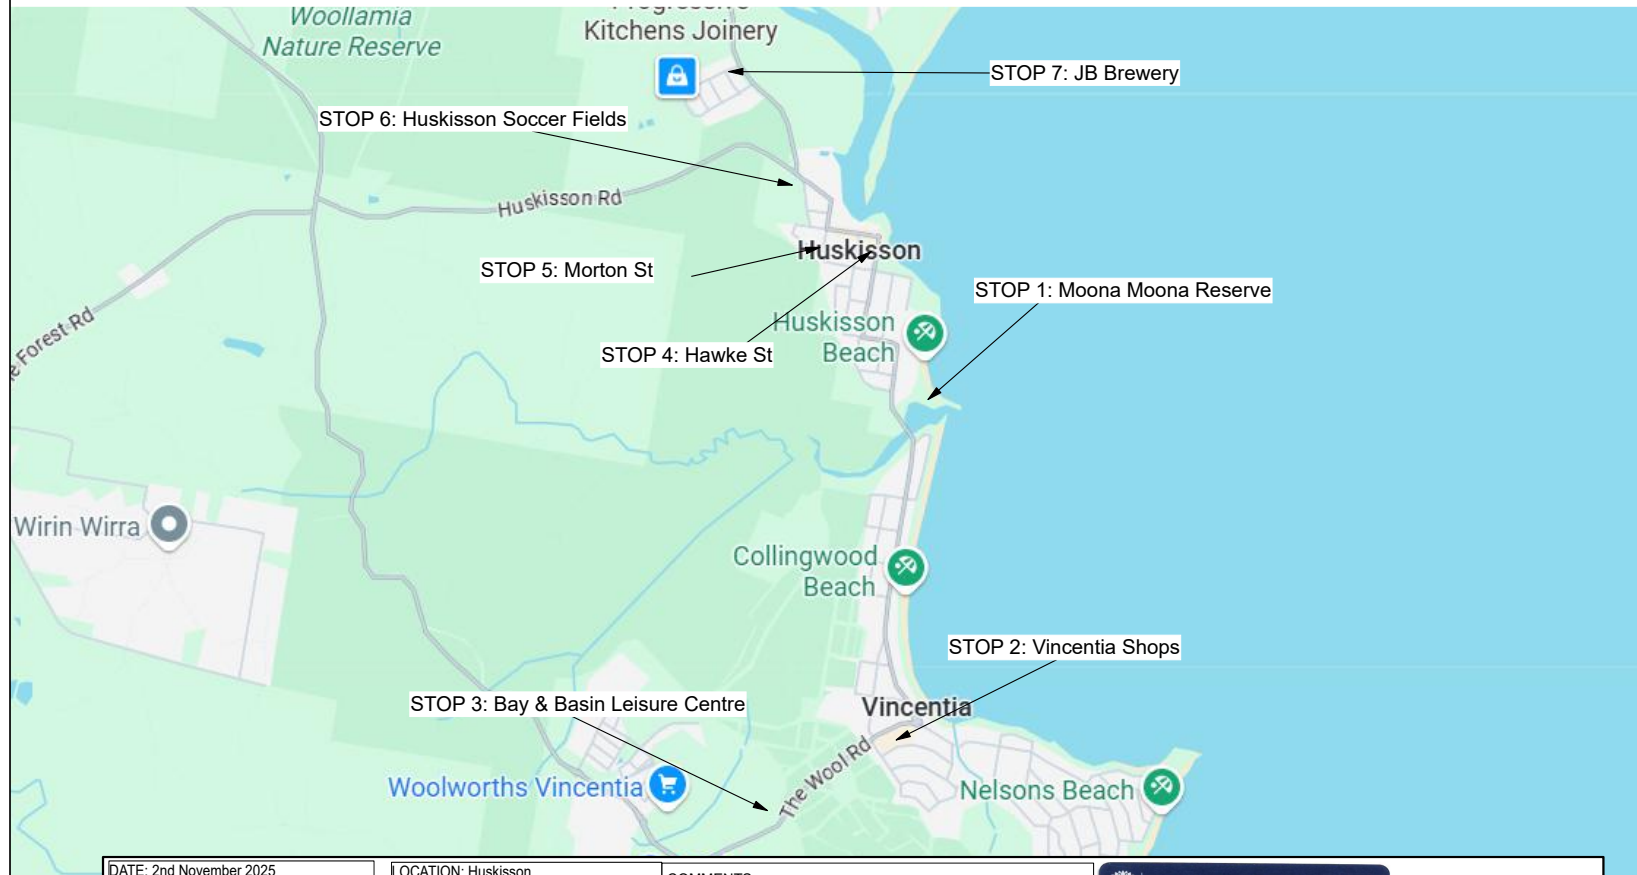 Woollamia
Nature Reserve
Kitchens Joinery
STOP 7: JB Brewery
STOP 6: Huskisson Soccer Fields
Huskisson Rd
Huskisson
STOP 5: Morton St
STOP 1: Moona Moona Reserve
Huskisson
Beach
STOP 4: Hawke St
Forest Rd
Wirin Wirra
Collingwood
Beach
STOP 2: Vincentia Shops
STOP 3: Bay & Basin Leisure Centre
Vincentia
The Wool Rd
Woolworths Vincentia
Nelsons Beach
DATE: 2nd November 2025
LOCATION: Huskisson